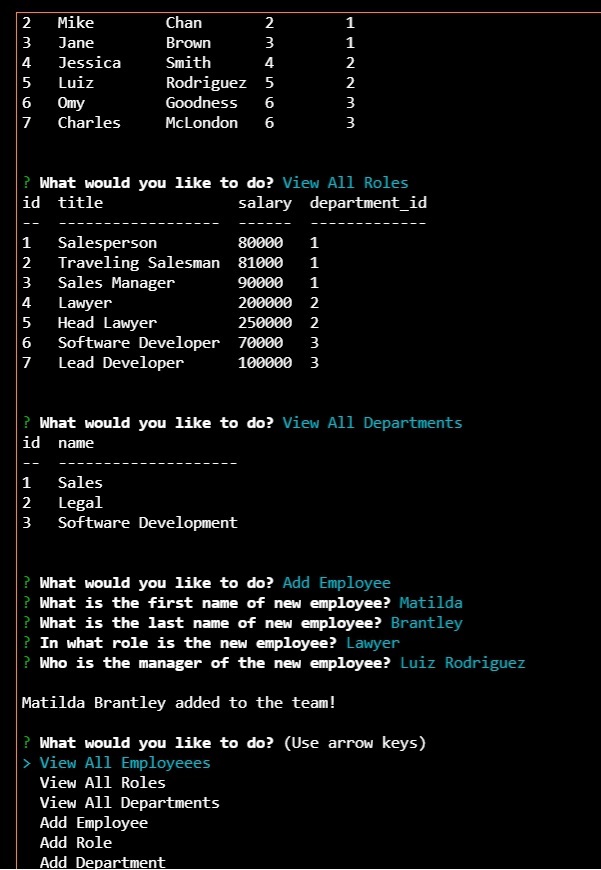 2   Mike        Chan       2        1
3   Jane        Brown      3        1
4   Jessica     Smith      4        2
5   Luiz        Rodriguez  5        2
6   Omy         Goodness   6        3
7   Charles     McLondon   6        3
? What would you like to do? View All Roles
id  title               salary  department_id
--  ------------------  ------  -------------
1   Salesperson         80000   1
2   Traveling Salesman  81000   1
3   Sales Manager       90000   1
4   Lawyer              200000  2
5   Head Lawyer         250000  2
6   Software Developer  70000   3
7   Lead Developer      100000  3
? What would you like to do? View All Departments
id  name
--  --------------------
1   Sales
2   Legal
3   Software Development
? What would you like to do? Add Employee
? What is the first name of new employee? Matilda
? What is the last name of new employee? Brantley
? In what role is the new employee? Lawyer
? Who is the manager of the new employee? Luiz Rodriguez
Matilda Brantley added to the team!
? What would you like to do? (Use arrow keys)
> View All Employeees
View All Roles
View All Departments
Add Employee
Add Role
Add Department